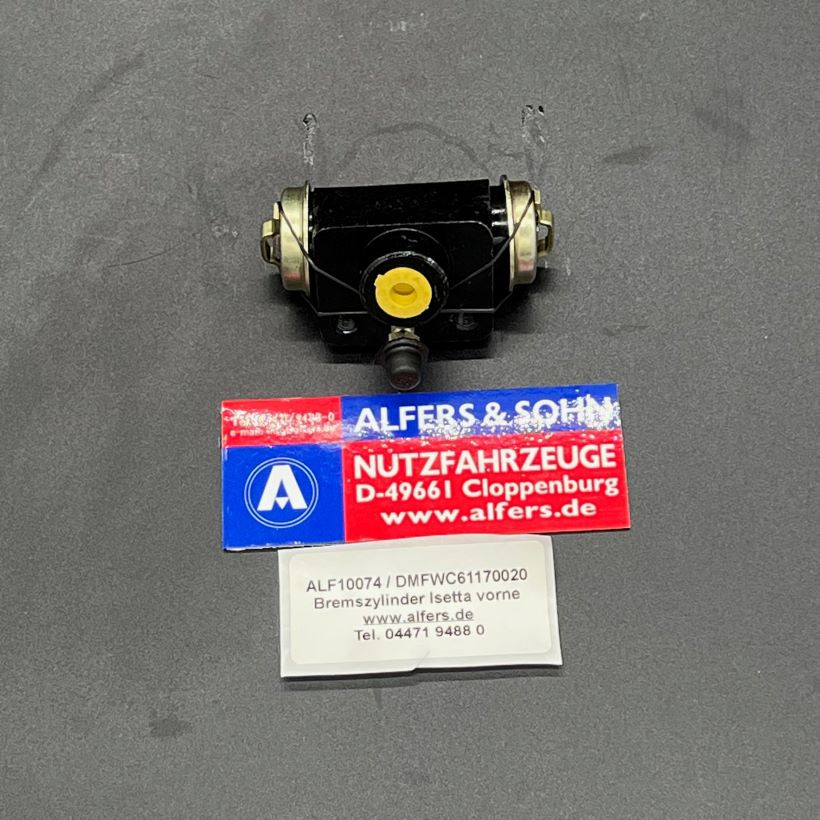 ALFERS & SOHN
A
NUTZFAHRZEUGE
D-49661 Cloppenburg
www.alfers.de
ALF10074 / DMFWC61170020
Bremszylinder Isetta vorne
www.alfers.de
Tel. 04471 9488 0